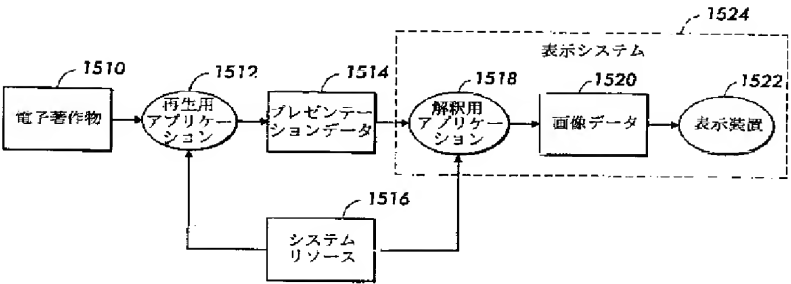 1524
表示システム
1510
電子著作物
1512
再生用
アプリケー
ション
1514
プレゼンテー
ションデータ
1518
解釈用
アプリケー
ション
1520
画像データ
1522
表示装置
1516
システム
リソース